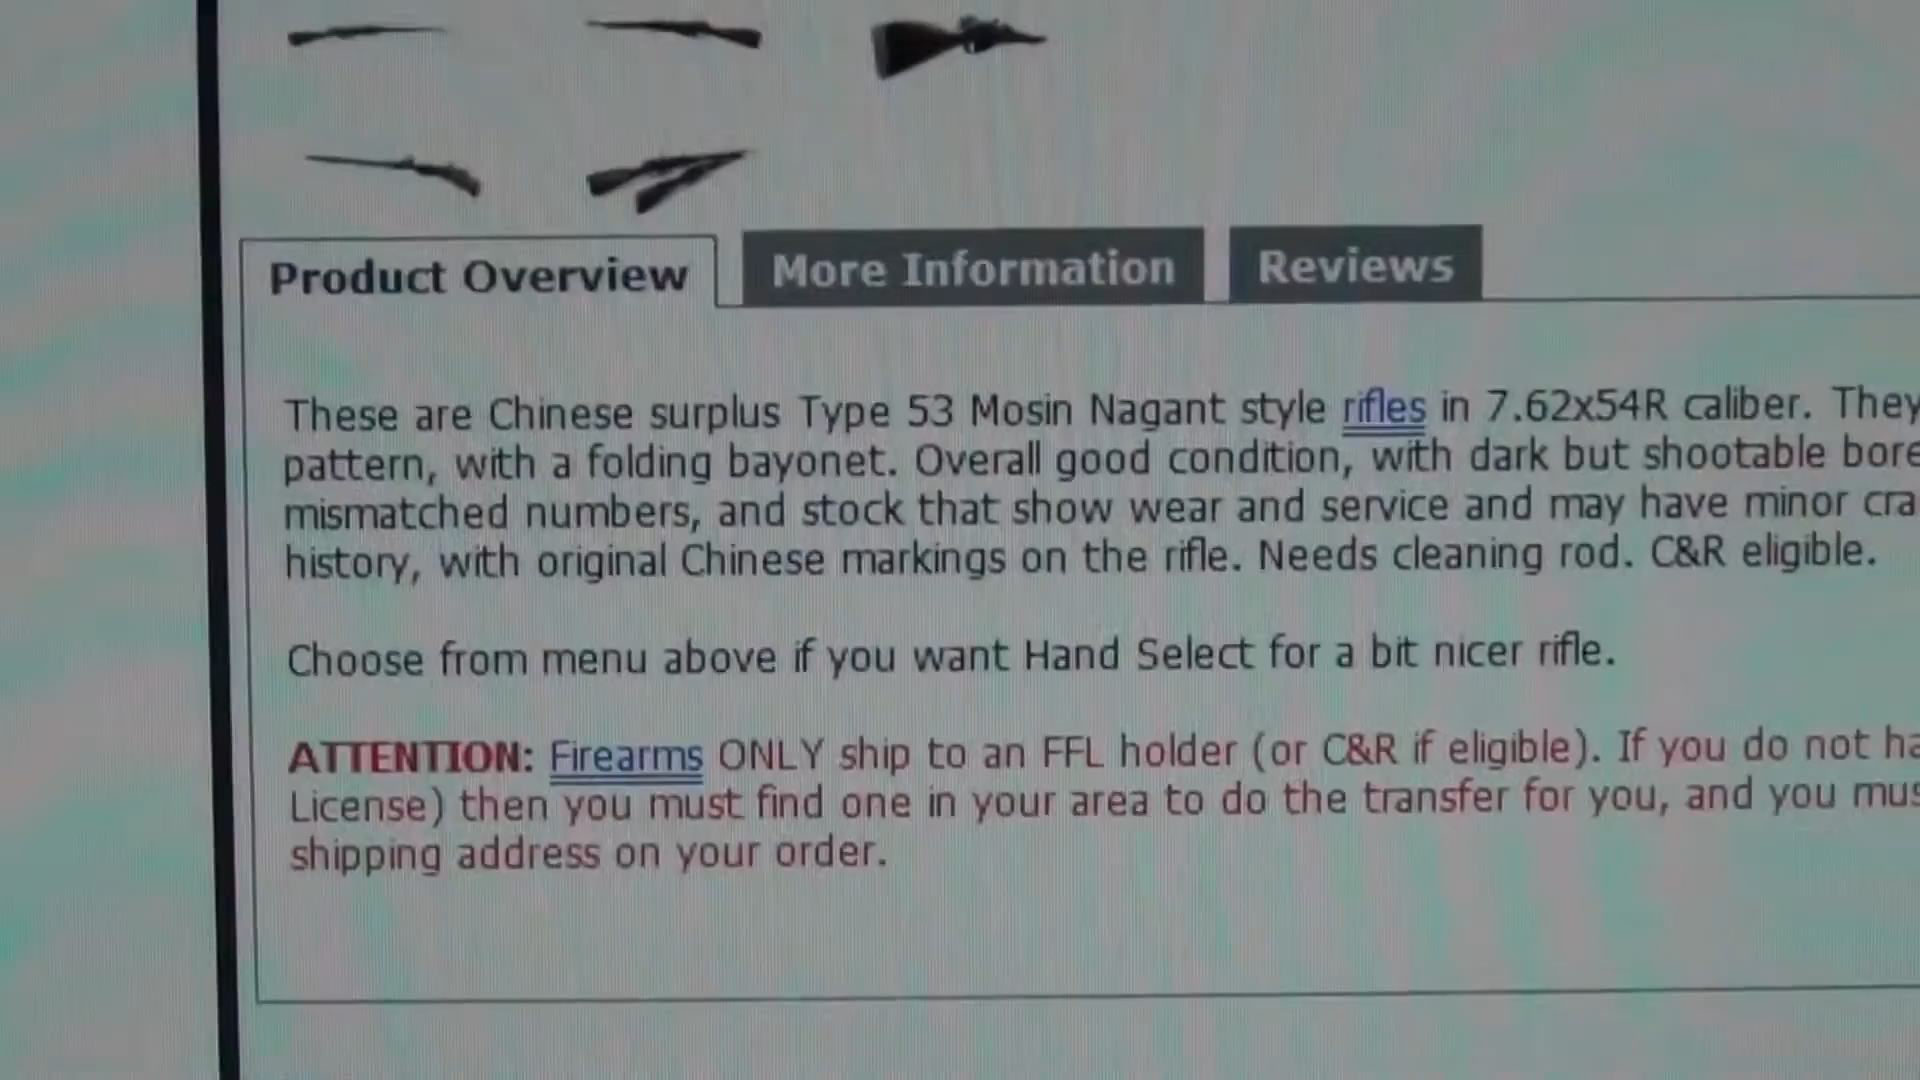 Product Overview More Information Reviews
These are Chinese surplus Type 53 Mosin Nagant style rifles in 7.62x54R caliber. They
pattern, with a folding bayonet. Overall good condition, with dark but shootable bore
mismatched numbers, and stock that show wear and service and may have minor cra
history, with original Chinese markings on the rifle. Needs cleaning rod. C&R eligible.
Choose from menu above if you want Hand Select for a bit nicer rifle.
ATTENTION: Firearms ONLY ship to an FFL holder (or C&R if eligible). If you do not ha
License) then you must find one in your area to do the transfer for you, and you mus
shipping address on your order.